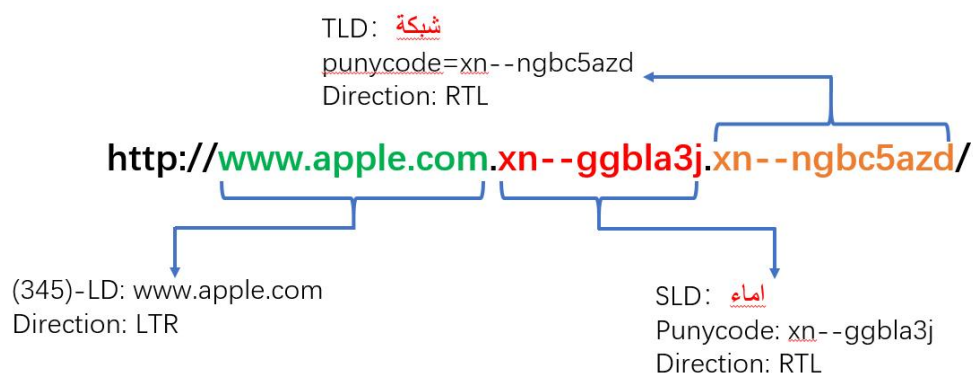 TLD： شبكة
punycode=xn--ngbc5azd
Direction: RTL
http://www.apple.com.xn--ggbla3j.xn--ngbc5azd/
(345)-LD: www.apple.com
Direction: LTR
SLD： اماء
Punycode: xn--ggbla3j
Direction: RTL